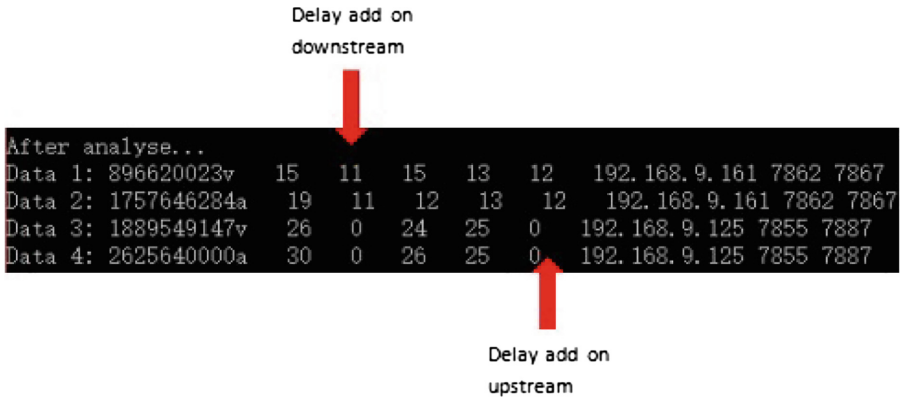 Delay add on
downstream
After analyse...
Data 1: 896620023v 15 11 15 13 12 192.168.9.161 7862 7867
Data 2: 1757646284a 19 11 12 13 12 192.168.9.161 7862 7867
Data 3: 1889549147v 26 0 24 25 0 192.168.9.125 7855 7887
Data 4: 2625640000a 30 0 26 25 0 192.168.9.125 7855 7887
Delay add on
upstream